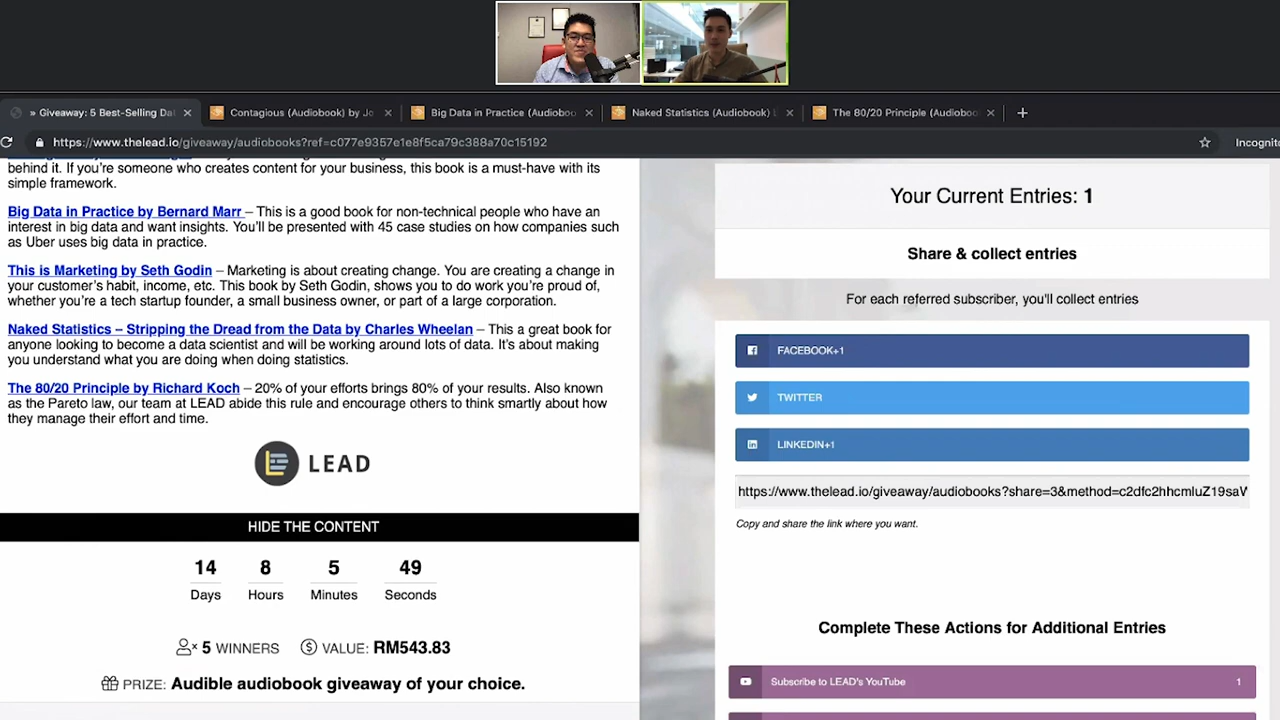 » Giveaway: 5 Best-Selling Da
Contagious (Audiobook) by Jo
Big Data in Practice (Audioboo
Naked Statistics (Audiobook)
The 80/20 Principle (Audioboo
https://www.thelead.io/giveaway/audiobooks?ref=c077e9357e1e8f5ca79c388a70c15192
Incognito
behind it. If you're someone who creates content for your business, this book is a must-have with its
simple framework.
Big Data in Practice by Bernard Marr – This is a good book for non-technical people who have an
interest in big data and want insights. You'll be presented with 45 case studies on how companies such
as Uber uses big data in practice.
This is Marketing by Seth Godin – Marketing is about creating change. You are creating a change in
your customer's habit, income, etc. This book by Seth Godin, shows you to do work you're proud of,
whether you're a tech startup founder, a small business owner, or part of a large corporation.
Naked Statistics – Stripping the Dread from the Data by Charles Wheelan – This a great book for
anyone looking to become a data scientist and will be working around lots of data. It's about making
you understand what you are doing when doing statistics.
The 80/20 Principle by Richard Koch – 20% of your efforts brings 80% of your results. Also known
as the Pareto law, our team at LEAD abide this rule and encourage others to think smartly about how
they manage their effort and time.
LEAD
HIDE THE CONTENT
14 8 5 49
Days Hours Minutes Seconds
5 WINNERS VALUE: RM543.83
PRIZE: Audible audiobook giveaway of your choice.
Your Current Entries: 1
Share & collect entries
For each referred subscriber, you'll collect entries
FACEBOOK+1
TWITTER
LINKEDIN+1
https://www.thelead.io/giveaway/audiobooks?share=3&method=c2dfc2hhcmluZ19saV
Copy and share the link where you want.
Complete These Actions for Additional Entries
Subscribe to LEAD's YouTube 1